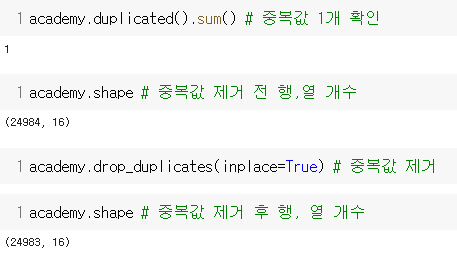 1 academy.duplicated().sum() # 중복값 1개 확인
1
1 academy.shape # 중복값 제거 전 행,열 개수
(24984, 16)
1 academy.drop_duplicates(inplace=True) # 중복값 제거
1 academy.shape # 중복값 제거 후 행, 열 개수
(24983, 16)